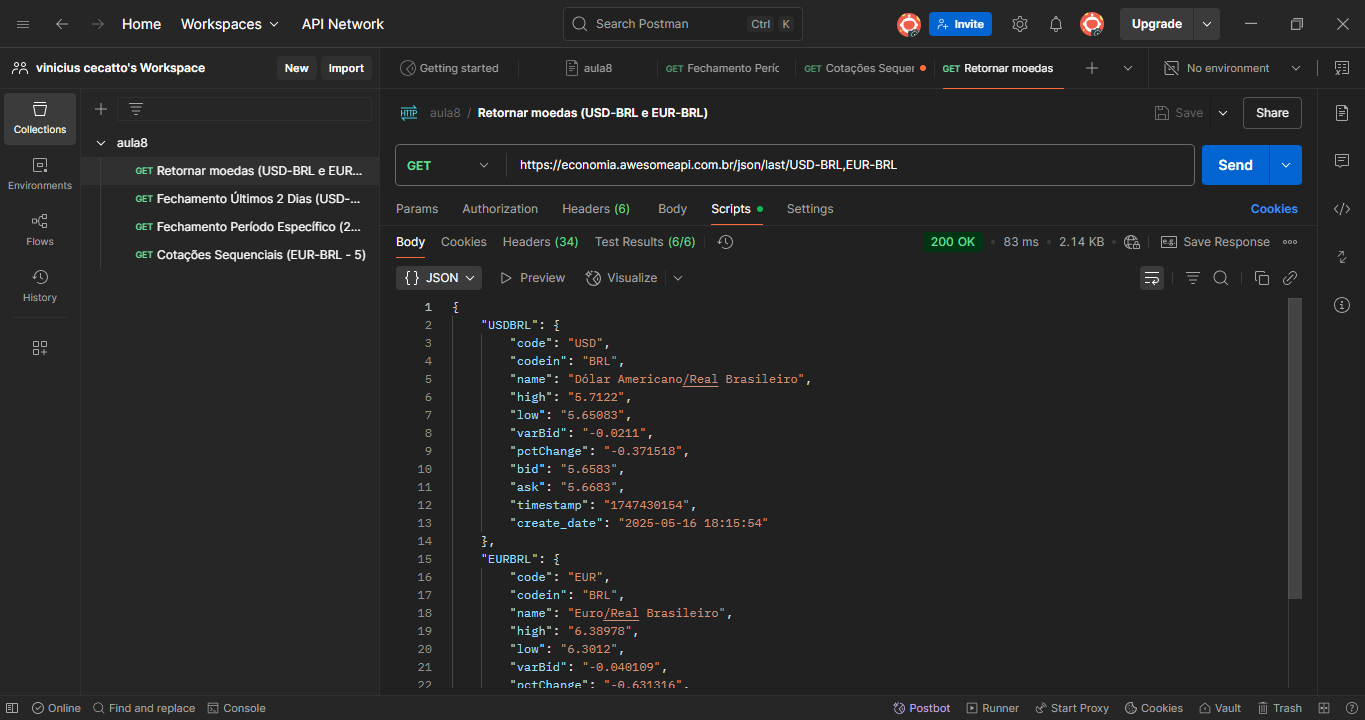 Home Workspaces API Network Search Postman Ctrl K Invite Upgrade
vinicius cecatto's Workspace New Import Getting started aula8 GET Fechamento Perío GET Cotações Sequen GET Retornar moedas No environment
Collections
Environments
Flows
History
aula8
GET Retornar moedas (USD-BRL e EUR...
GET Fechamento Últimos 2 Dias (USD-...
GET Fechamento Período Específico (2...
GET Cotações Sequenciais (EUR-BRL - 5)
HTTP aula8 / Retornar moedas (USD-BRL e EUR-BRL) Save Share
GET https://economia.awesomeapi.com.br/json/last/USD-BRL,EUR-BRL Send
Params Authorization Headers (6) Body Scripts Settings Cookies
Body Cookies Headers (34) Test Results (6/6) 200 OK 83 ms 2.14 KB e.g. Save Response
{} JSON Preview Visualize
1 {
2 "USDBRL": {
3 "code": "USD",
4 "codein": "BRL",
5 "name": "Dólar Americano/Real Brasileiro",
6 "high": "5.7122",
7 "low": "5.65083",
8 "varBid": "-0.0211",
9 "pctChange": "-0.371518",
10 "bid": "5.6583",
11 "ask": "5.6683",
12 "timestamp": "1747430154",
13 "create_date": "2025-05-16 18:15:54"
14 },
15 "EURBRL": {
16 "code": "EUR",
17 "codein": "BRL",
18 "name": "Euro/Real Brasileiro",
19 "high": "6.38978",
20 "low": "6.3012",
21 "varBid": "-0.040109",
22 "pctChange": "-0.631316",
Online Find and replace Console Postbot Runner Start Proxy Cookies Vault Trash